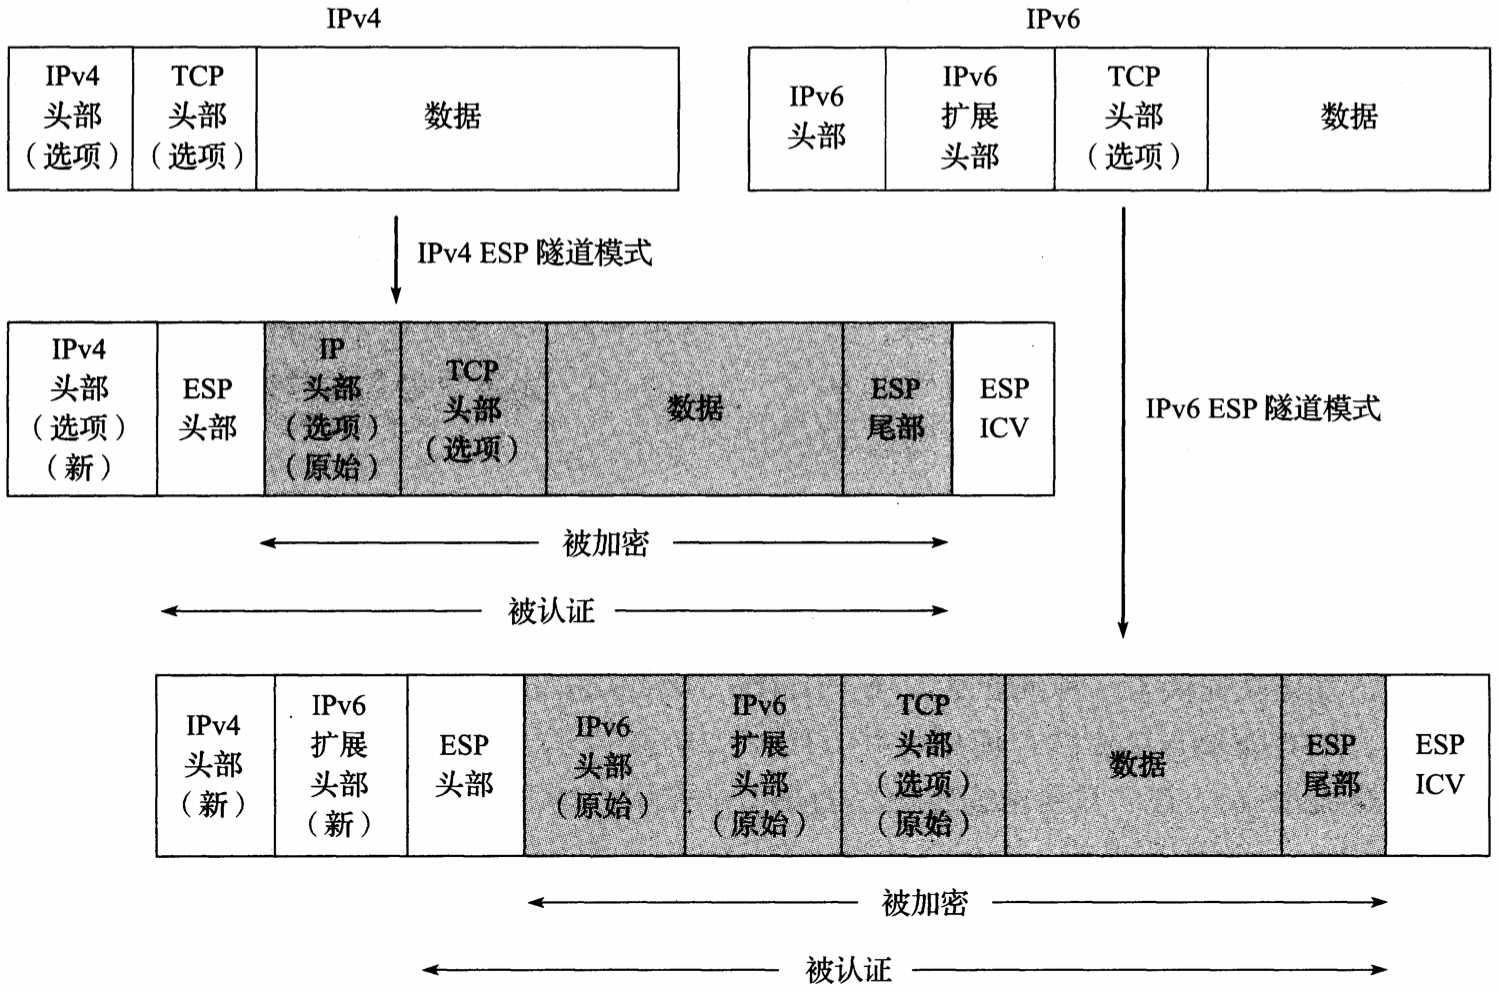 IPv4
IPv6
IPv4
头部
（选项）
TCP
头部
（选项）
数据
IPv6
头部
IPv6
扩展
头部
TCP
头部
（选项）
数据
IPv4 ESP 隧道模式
IPv4
头部
（选项）
（新）
ESP
头部
IP
头部
（选项）
（原始）
TCP
头部
（选项）
数据
ESP
尾部
ESP
ICV
IPv6 ESP 隧道模式
被加密
被认证
IPv4
头部
（新）
IPv6
扩展
头部
（新）
ESP
头部
IPv6
头部
（原始）
IPv6
扩展
头部
（原始）
TCP
头部
（选项）
（原始）
数据
ESP
尾部
ESP
ICV
被加密
被认证